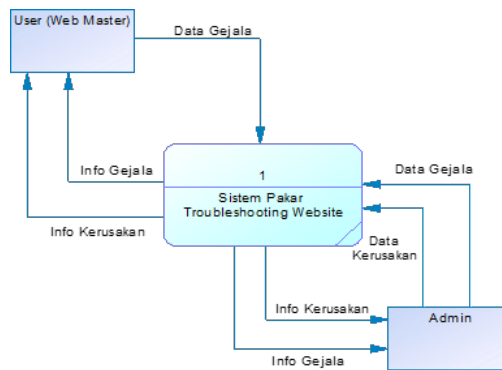 User (Web Master)
Data Gejala
Info Gejala
1
Data Gejala
Sistem Pakar
Troubleshooting Website
Info Kerusakan
Data
Kerusakan
Info Kerusakan
Admin
Info Gejala